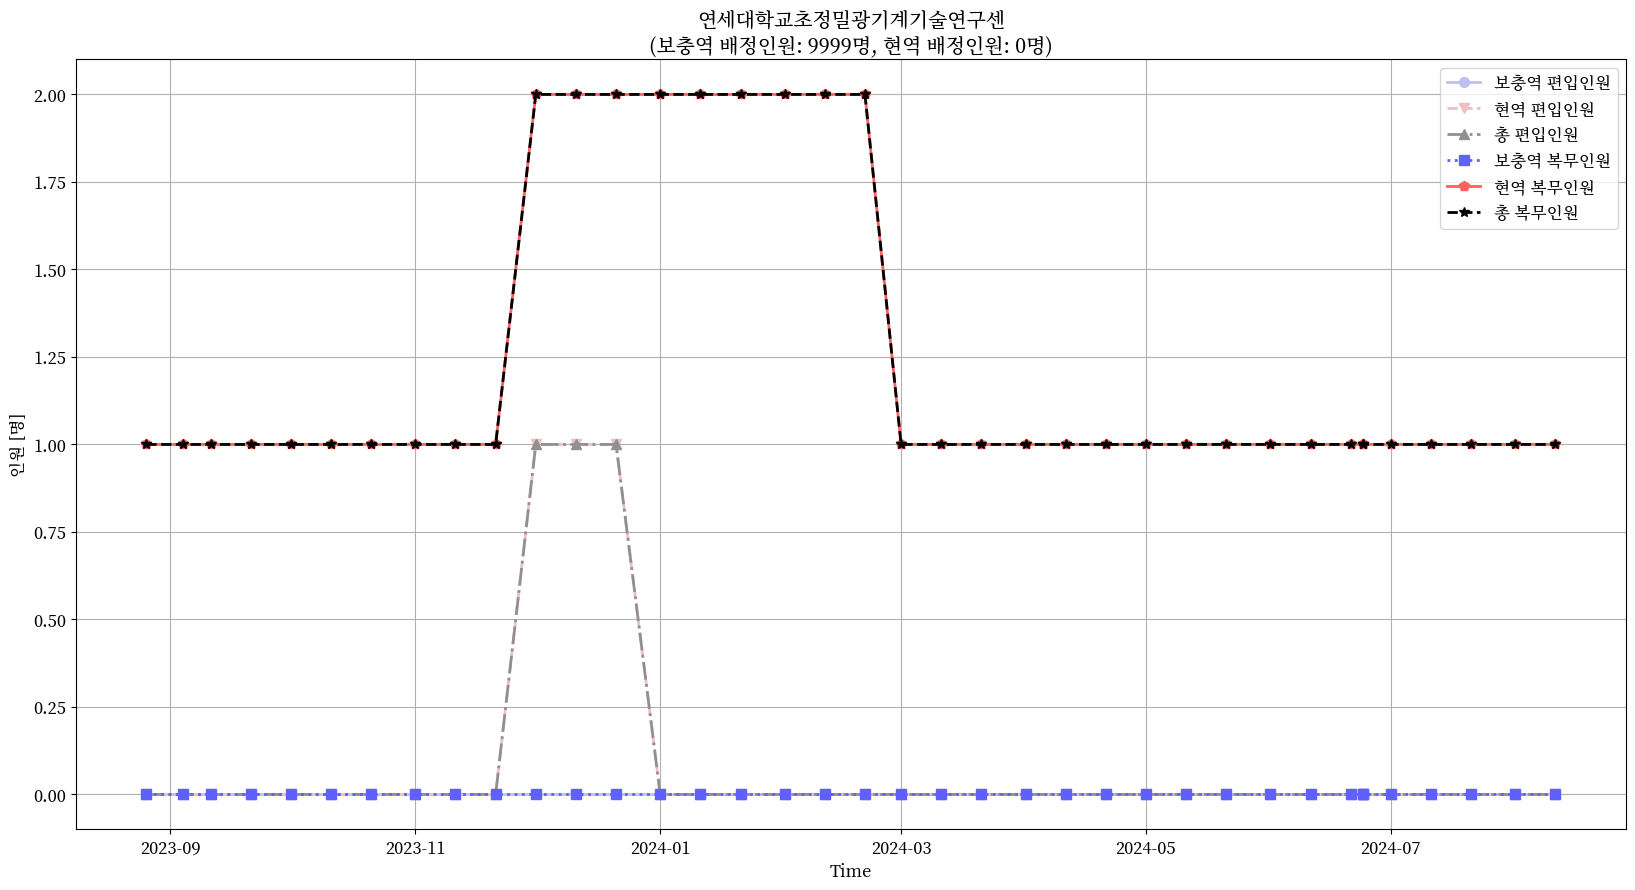 연세대학교초정밀광기계기술연구센
(보충역 배정인원: 9999명, 현역 배정인원: 0명)
보충역 편입인원
현역 편입인원
총 편입인원
보충역 복무인원
현역 복무인원
총 복무인원
인원 [명]
2.00
1.75
1.50
1.25
1.00
0.75
0.50
0.25
0.00
2023-09 2023-11 2024-01 2024-03 2024-05 2024-07
Time